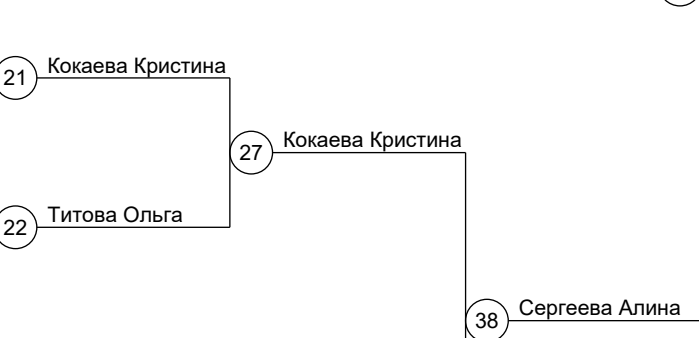 Кокаева Кристина
21
Кокаева Кристина
27
Титова Ольга
22
Сергеева Алина
38